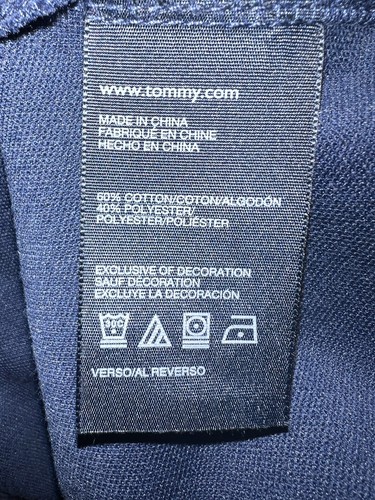 www.tommy.com
MADE IN CHINA
FABRIQUÉ EN CHINE
HECHO EN CHINA
60% COTTON/COTON/ALGODÓN
40% POLYESTER/
POLYESTER/POLIÉSTER
EXCLUSIVE OF DECORATION
SAUF DÉCORATION
EXCLUYE LA DECORACIÓN
30C
VERSO/AL REVERSO